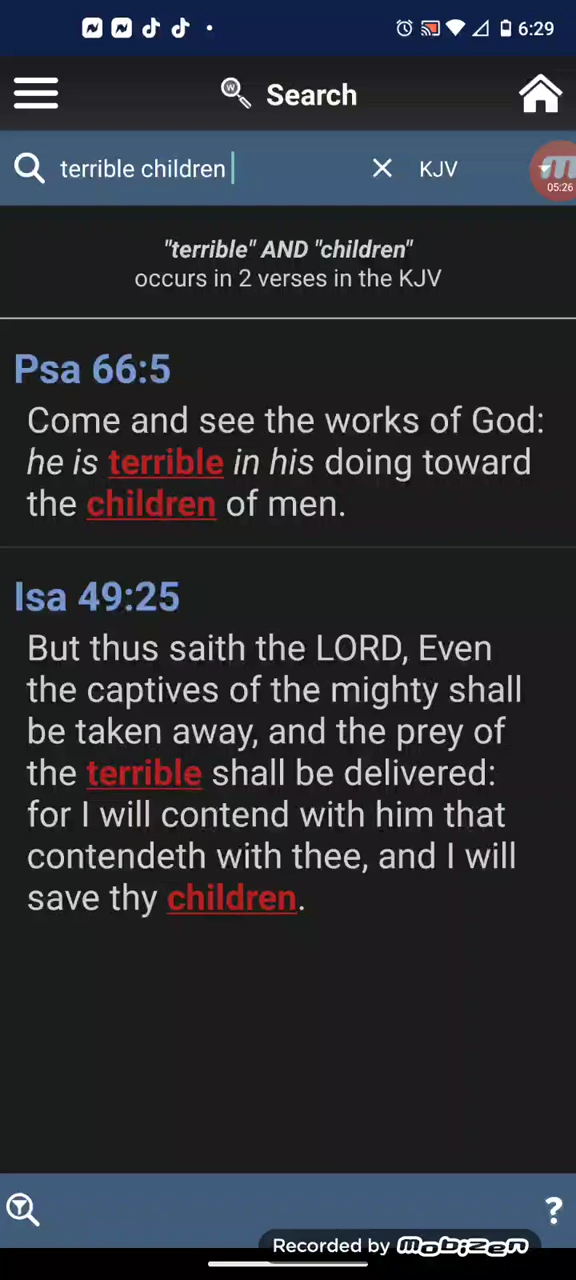 6:29
Search
terrible children
KJV
05:26
"terrible" AND "children"
occurs in 2 verses in the KJV
Psa 66:5
Come and see the works of God:
he is terrible in his doing toward
the children of men.
Isa 49:25
But thus saith the LORD, Even
the captives of the mighty shall
be taken away, and the prey of
the terrible shall be delivered:
for I will contend with him that
contendeth with thee, and I will
save thy children.
?
Recorded by mobizen